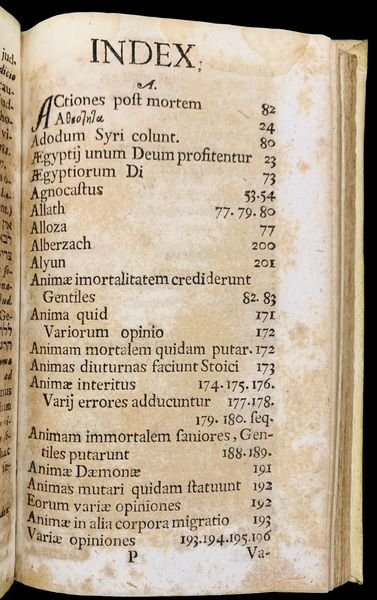 INDEX,
A.
ACtiones post mortem 82
Αθεοληλα 24
Adodum Syri colunt. 80
Ægyptij unum Deum profitentur 23
Ægyptiorum Di 73
Agnocaſtus 53.54
Allath 77.79.80
Alloza 77
Alberzach 200
Alyun 201
Animæ imortalitatem crediderunt
Gentiles 82.83
Anima quid 171
Variorum opinio 172
Animam mortalem quidam putar. 172
Animas diuturnas faciunt Stoici 173
Animæ interitus 174.175.176.
Varij errores adducuntur 177.178.
179.180.ſeq.
Animam immortalem ſaniores, Gen-
tiles putarunt 188.189.
Animæ Dæmonæ 191
Animas mutari quidam ſtatuunt 192
Eorum variæ opiniones 192
Animæ in alia corpora migratio 193
Variæ opiniones 193.194.195.196
P Va-